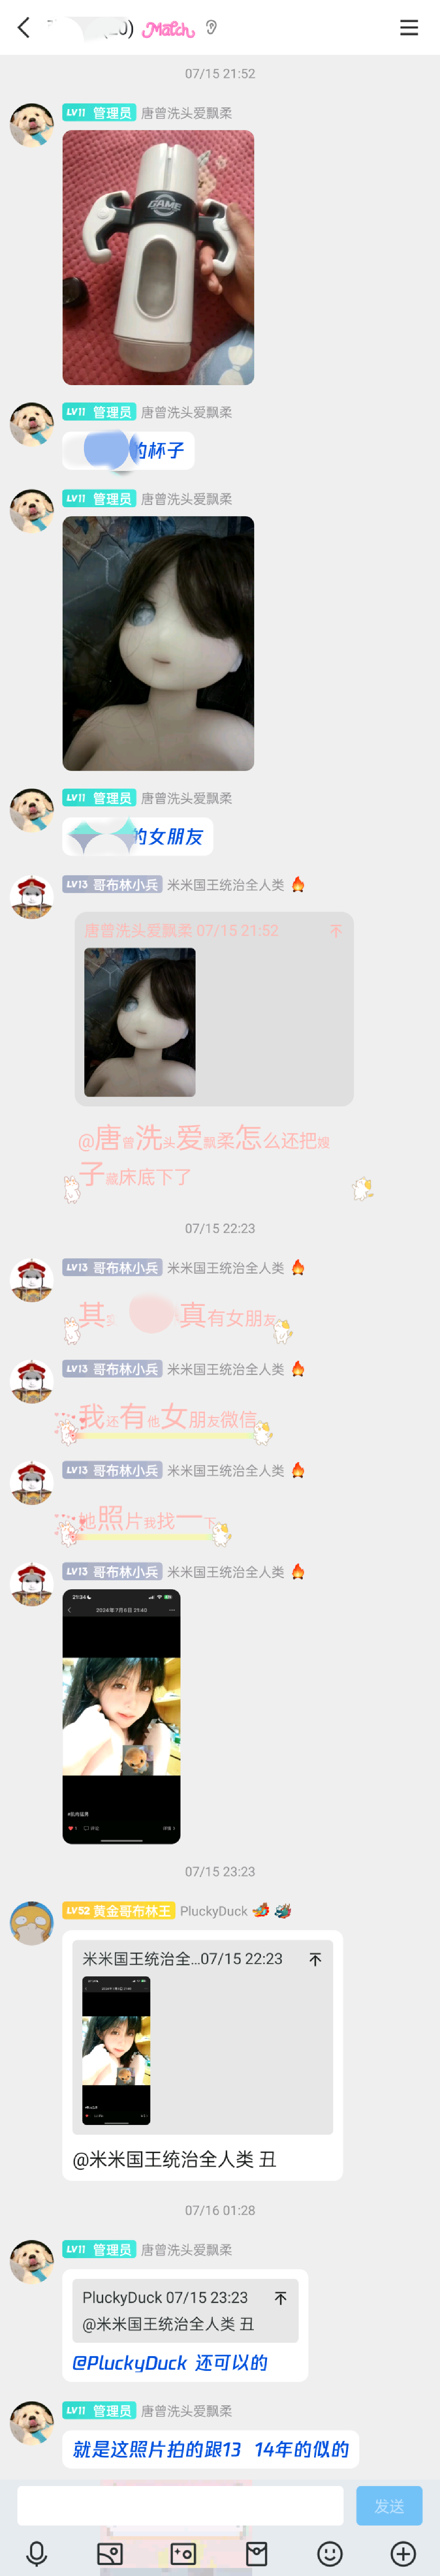 0)
Match
07/15 21:52
LV11 管理员 唐曾洗头爱飘柔
GAME
LV11 管理员 唐曾洗头爱飘柔
的杯子
LV11 管理员 唐曾洗头爱飘柔
LV11 管理员 唐曾洗头爱飘柔
的女朋友
LV13 哥布林小兵 米米国王统治全人类
唐曾洗头爱飘柔 07/15 21:52
@唐曾洗头爱飘柔怎么还把嫂
子藏床底下了
07/15 22:23
LV13 哥布林小兵 米米国王统治全人类
其 真有女朋友
LV13 哥布林小兵 米米国王统治全人类
我还有他女朋友微信
LV13 哥布林小兵 米米国王统治全人类
她照片我找一下
LV13 哥布林小兵 米米国王统治全人类
21:34
2024年7月6日 21:40
07/15 23:23
LV52 黄金哥布林王 PluckyDuck
米米国王统治全...07/15 22:23
@米米国王统治全人类 丑
07/16 01:28
LV11 管理员 唐曾洗头爱飘柔
PluckyDuck 07/15 23:23
@米米国王统治全人类 丑
@PluckyDuck 还可以的
LV11 管理员 唐曾洗头爱飘柔
就是这照片拍的跟13 14年的似的
发送